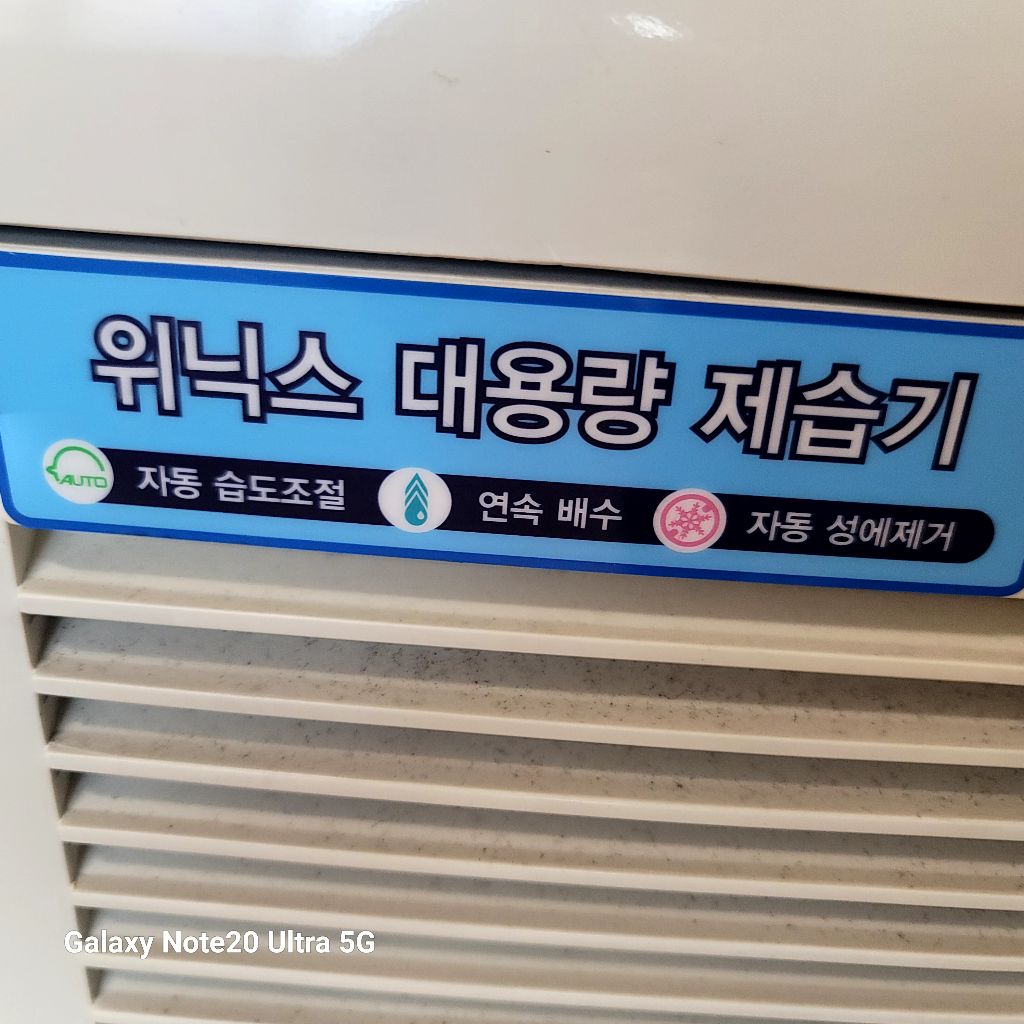 위닉스 대용량 제습기
AUTO 자동 습도조절 연속 배수 자동 성에제거
Galaxy Note20 Ultra 5G